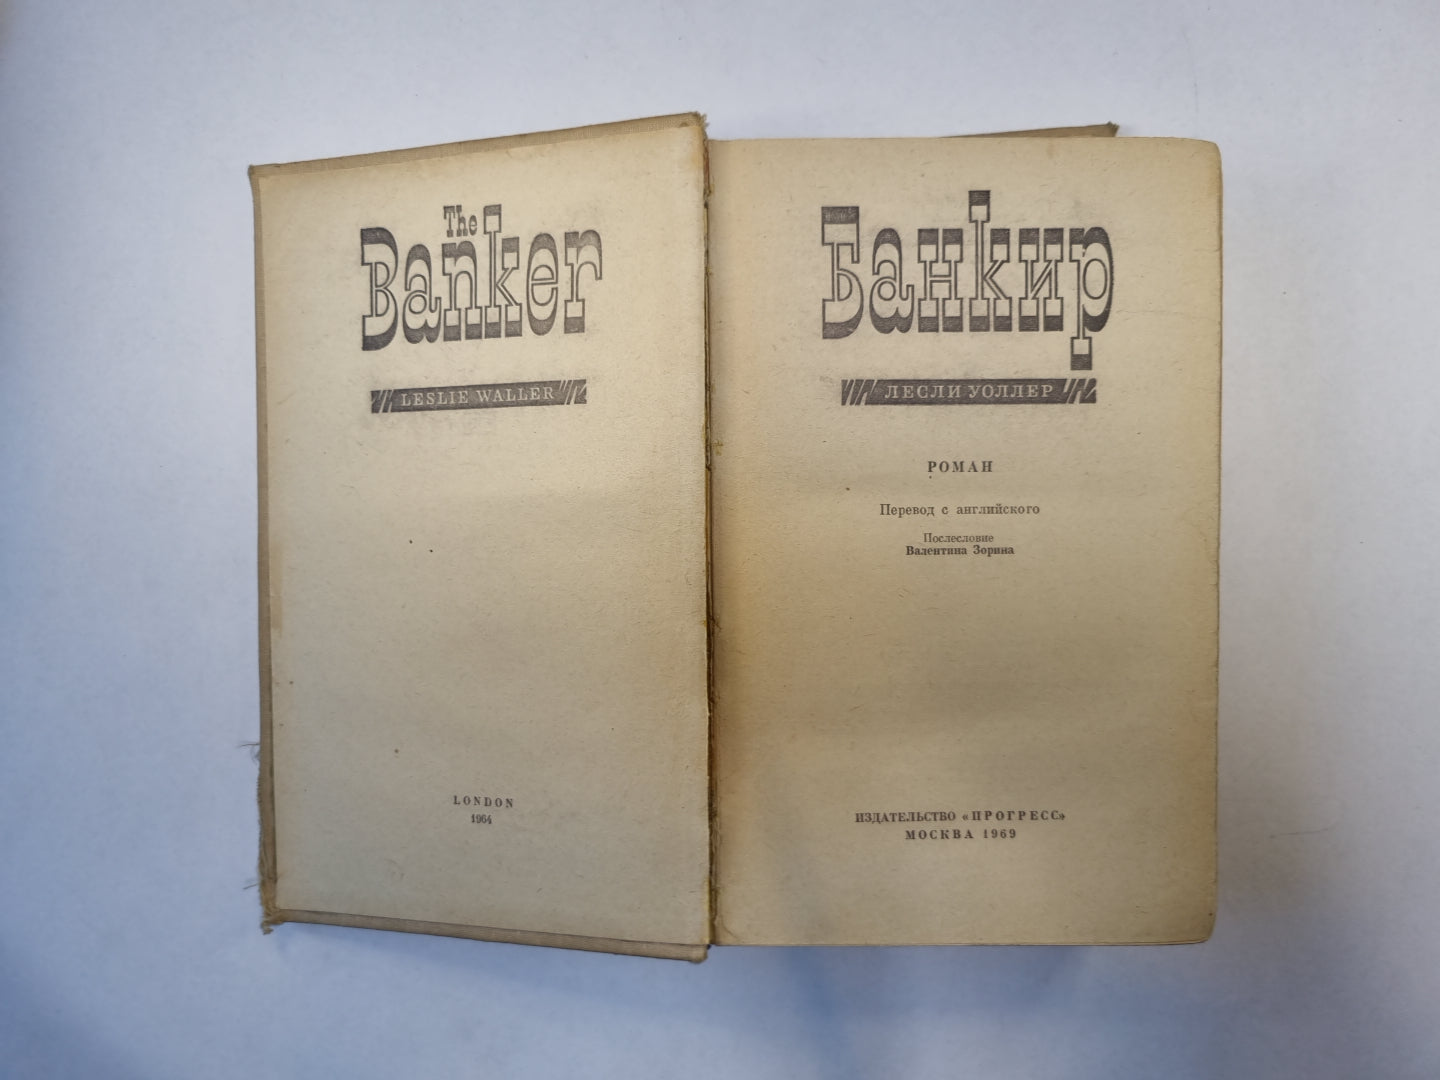 The
Banker
LESLIE WALLER
LONDON
1964
Банкир
ЛЕСЛИ УОЛЛЕР
РОМАН
Перевод с английского
Послесловие
Валентина Зорина
ИЗДАТЕЛЬСТВО «ПРОГРЕСС»
МОСКВА 1969